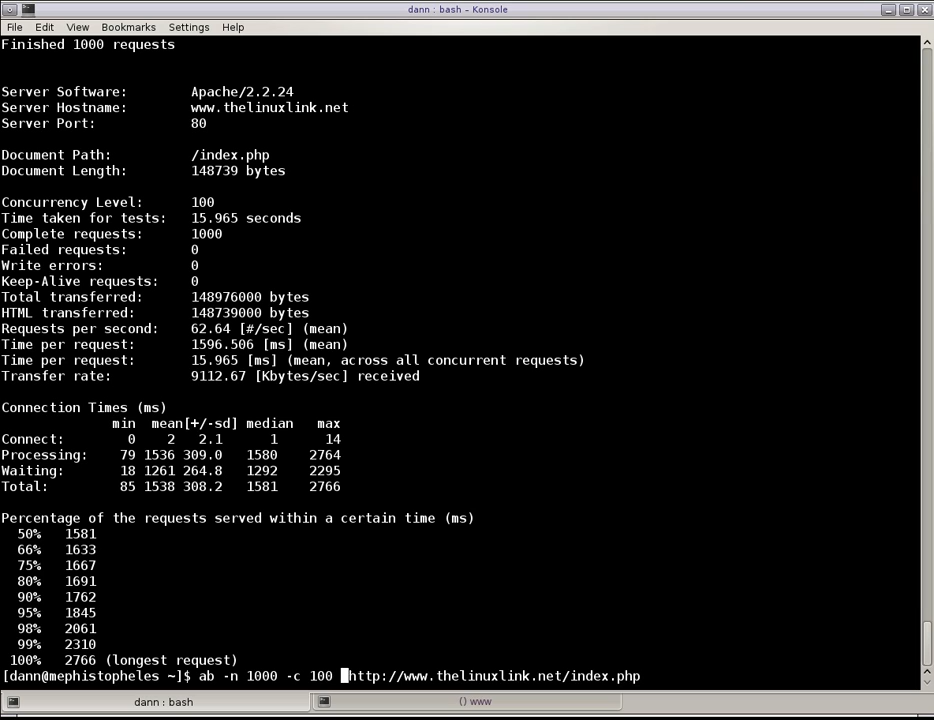 dann : bash - Konsole
File Edit View Bookmarks Settings Help
Finished 1000 requests
Server Software: Apache/2.2.24
Server Hostname: www.thelinuxlink.net
Server Port: 80
Document Path: /index.php
Document Length: 148739 bytes
Concurrency Level: 100
Time taken for tests: 15.965 seconds
Complete requests: 1000
Failed requests: 0
Write errors: 0
Keep-Alive requests: 0
Total transferred: 148976000 bytes
HTML transferred: 148739000 bytes
Requests per second: 62.64 [#/sec] (mean)
Time per request: 1596.506 [ms] (mean)
Time per request: 15.965 [ms] (mean, across all concurrent requests)
Transfer rate: 9112.67 [Kbytes/sec] received
Connection Times (ms)
min mean[+/-sd] median max
Connect: 0 2 2.1 1 14
Processing: 79 1536 309.0 1580 2764
Waiting: 18 1261 264.8 1292 2295
Total: 85 1538 308.2 1581 2766
Percentage of the requests served within a certain time (ms)
50% 1581
66% 1633
75% 1667
80% 1691
90% 1762
95% 1845
98% 2061
99% 2310
100% 2766 (longest request)
[dann@mephistopheles ~]$ ab -n 1000 -c 100 http://www.thelinuxlink.net/index.php
dann : bash
() www